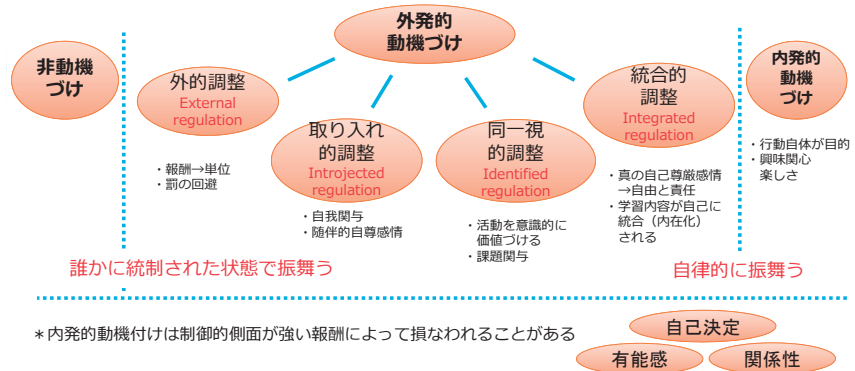 外発的
動機づけ
非動機
づけ
内発的
動機
づけ
外的調整
External
regulation
取り入れ
的調整
Introjected
regulation
同一視
的調整
Identified
regulation
統合的
調整
Integrated
regulation
・報酬→単位
・罰の回避
・自我関与
・随伴的自尊感情
・活動を意識的に
価値づける
・課題関与
・真の自己尊厳感情
→自由と責任
・学習内容が自己に
統合（内在化）
される
・行動自体が目的
・興味関心
楽しさ
誰かに統制された状態で振舞う
自律的に振舞う
＊内発的動機付けは制御的側面が強い報酬によって損なわれることがある
自己決定
有能感
関係性